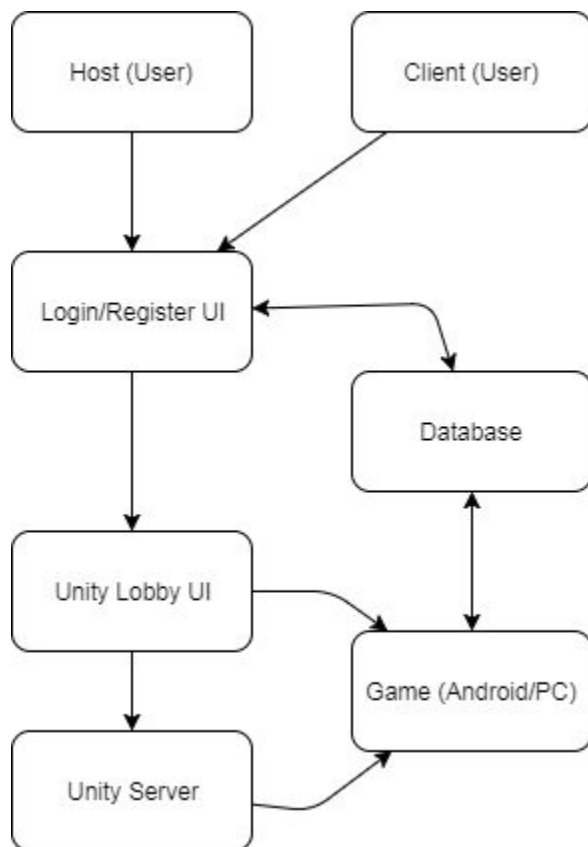 Host (User)
Client (User)
Login/Register UI
Database
Unity Lobby UI
Game (Android/PC)
Unity Server